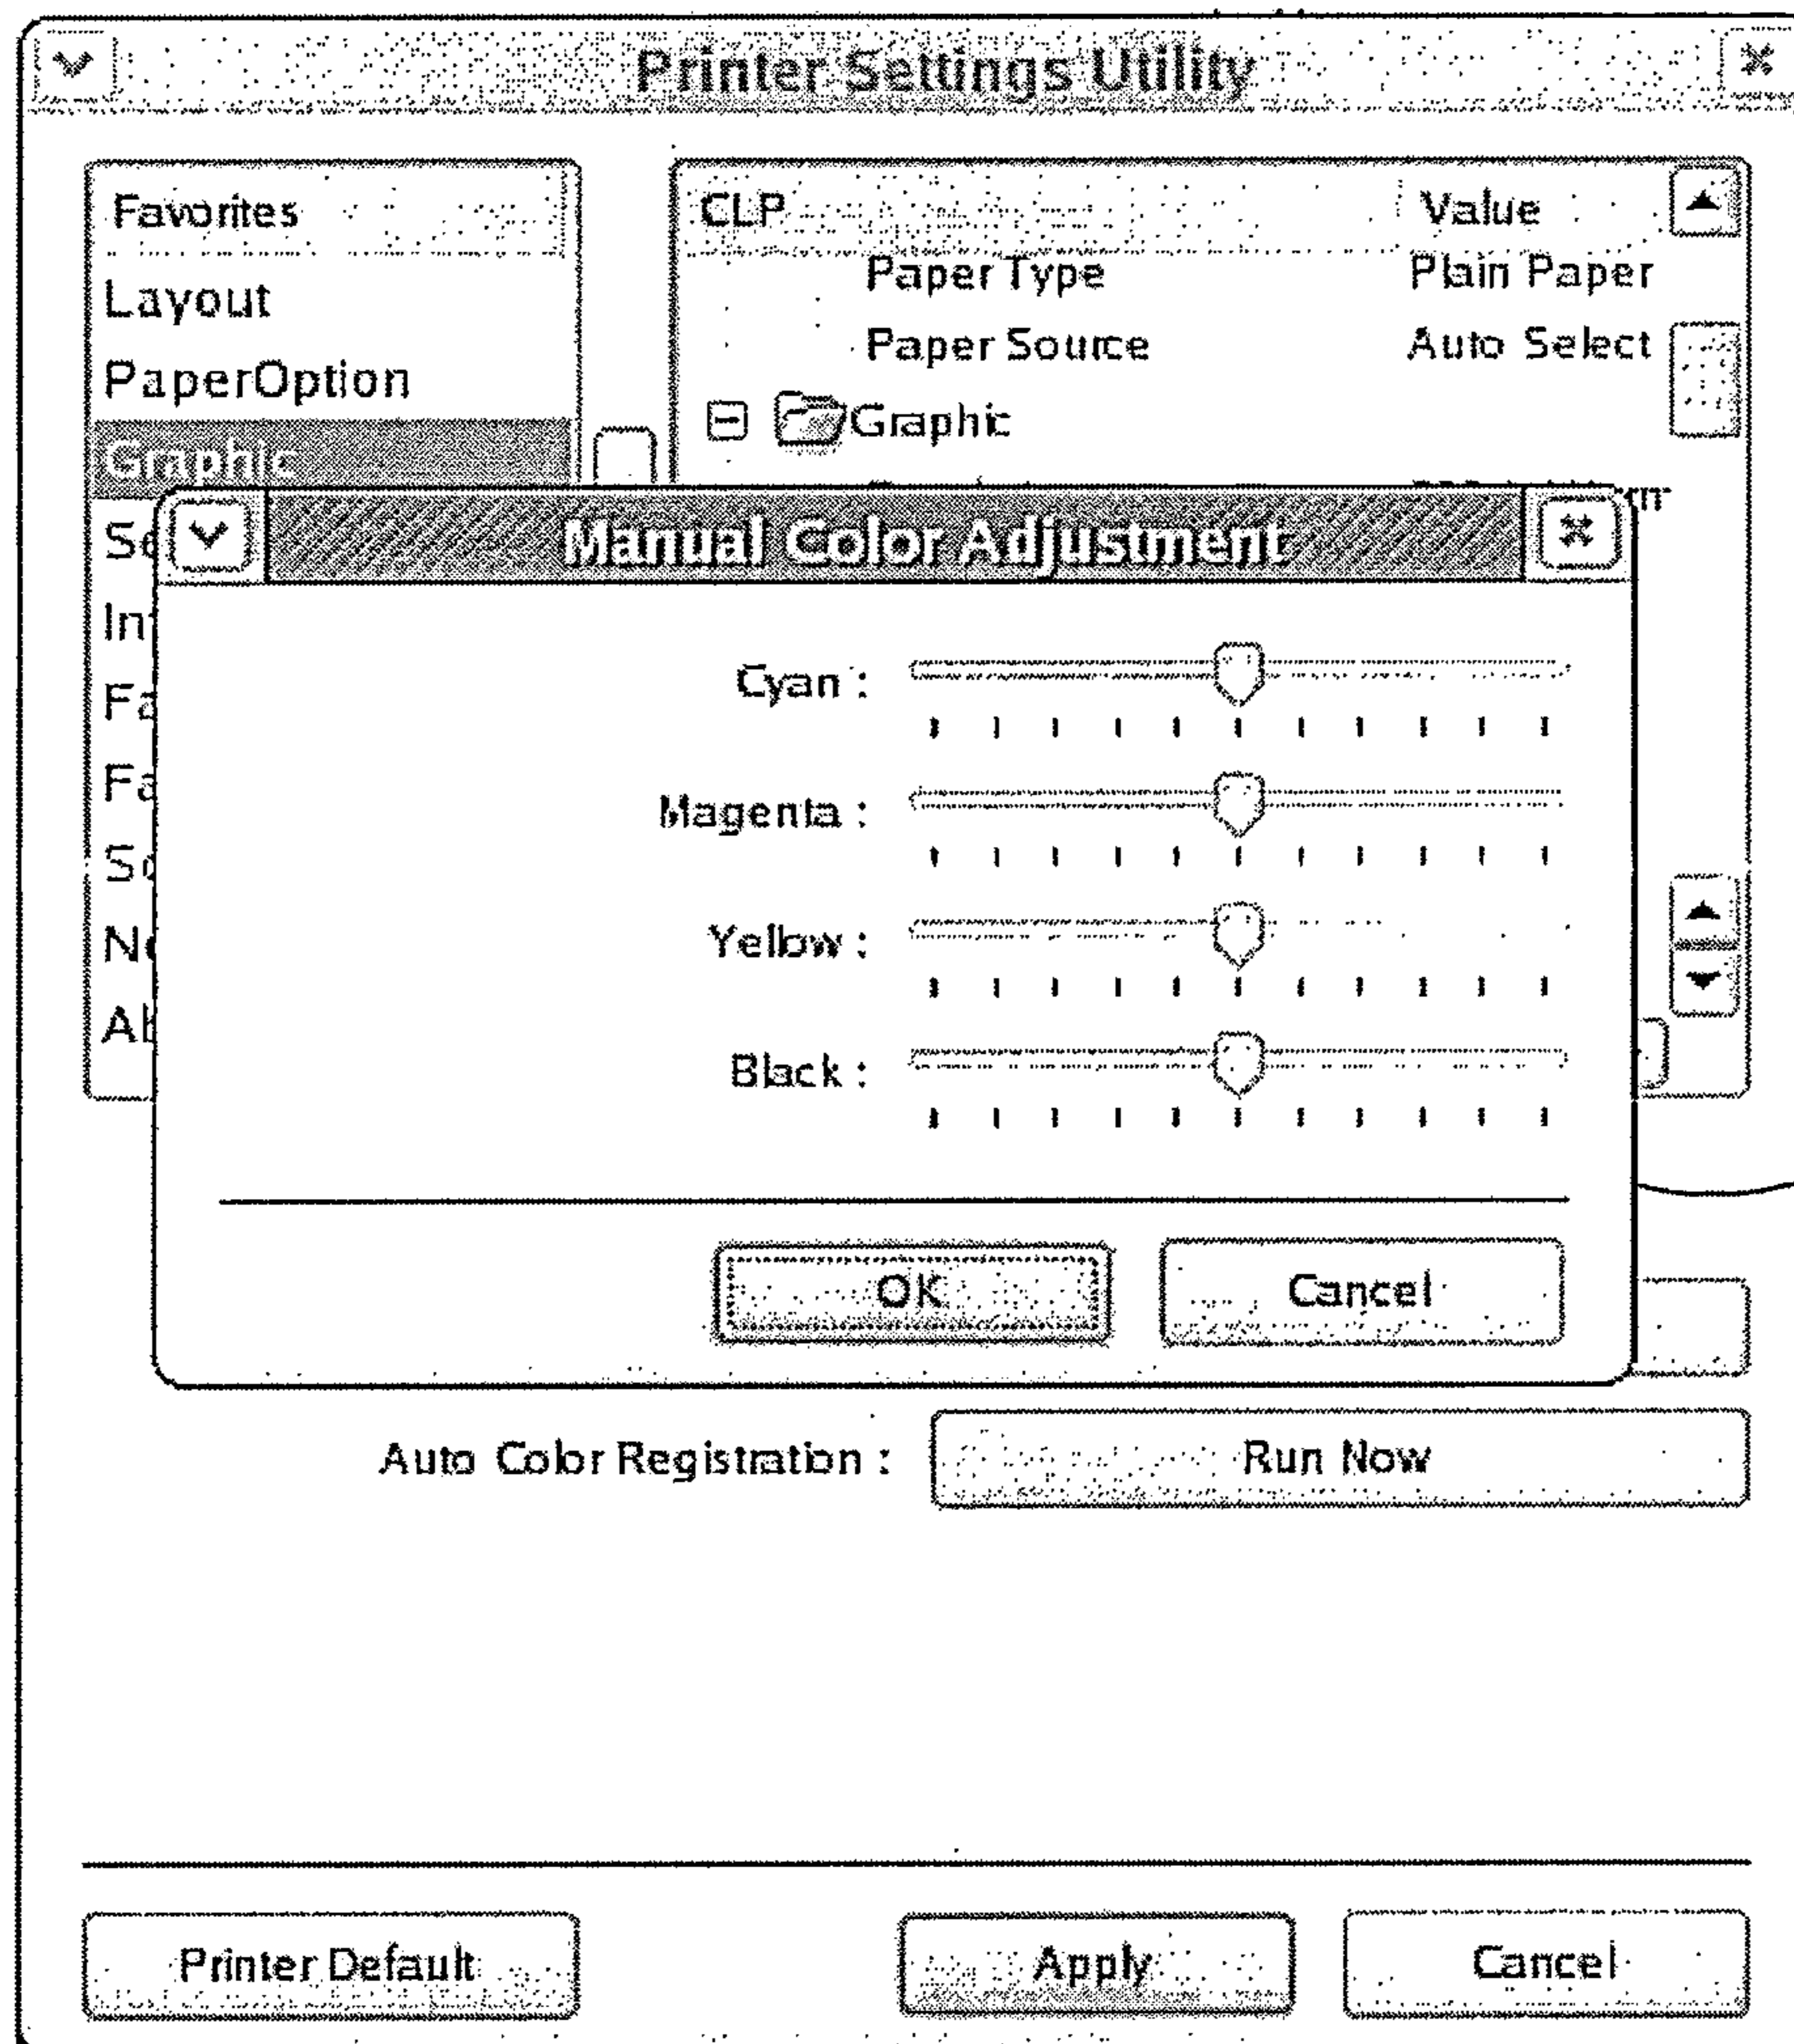 Printer Settings Utility
Favorites
Layout
PaperOption
Graphic
CLP Value
Paper Type Plain Paper
Paper Source Auto Select
Graphic
Manual Color Adjustment
Cyan :
Magenta :
Yellow :
Black :
OK Cancel
Auto Color Registration : Run Now
Printer Default Apply Cancel